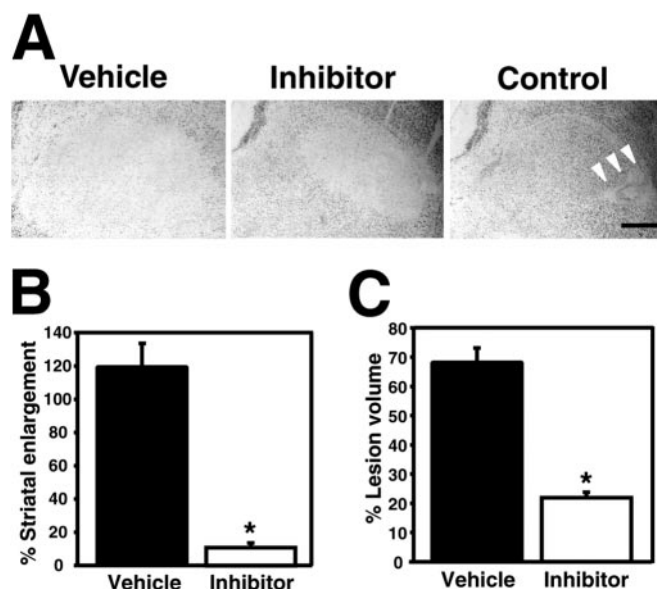 A
Vehicle Inhibitor Control
B
% Striatal enlargement
140
120
100
80
60
40
20
0
*
Vehicle Inhibitor
C
% Lesion volume
80
70
60
50
40
30
20
10
0
*
Vehicle Inhibitor